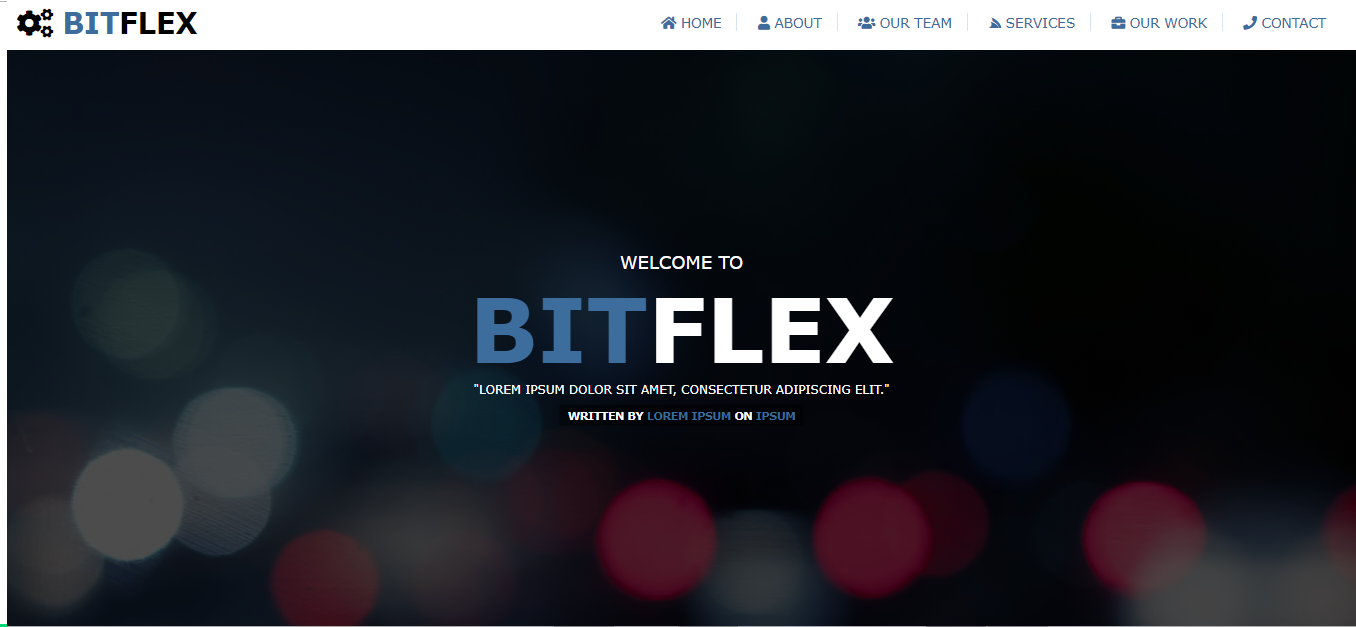 BITFLEX
HOME ABOUT OUR TEAM SERVICES OUR WORK CONTACT
WELCOME TO
BITFLEX
"LOREM IPSUM DOLOR SIT AMET, CONSECTETUR ADIPISCING ELIT."
WRITTEN BY LOREM IPSUM ON IPSUM